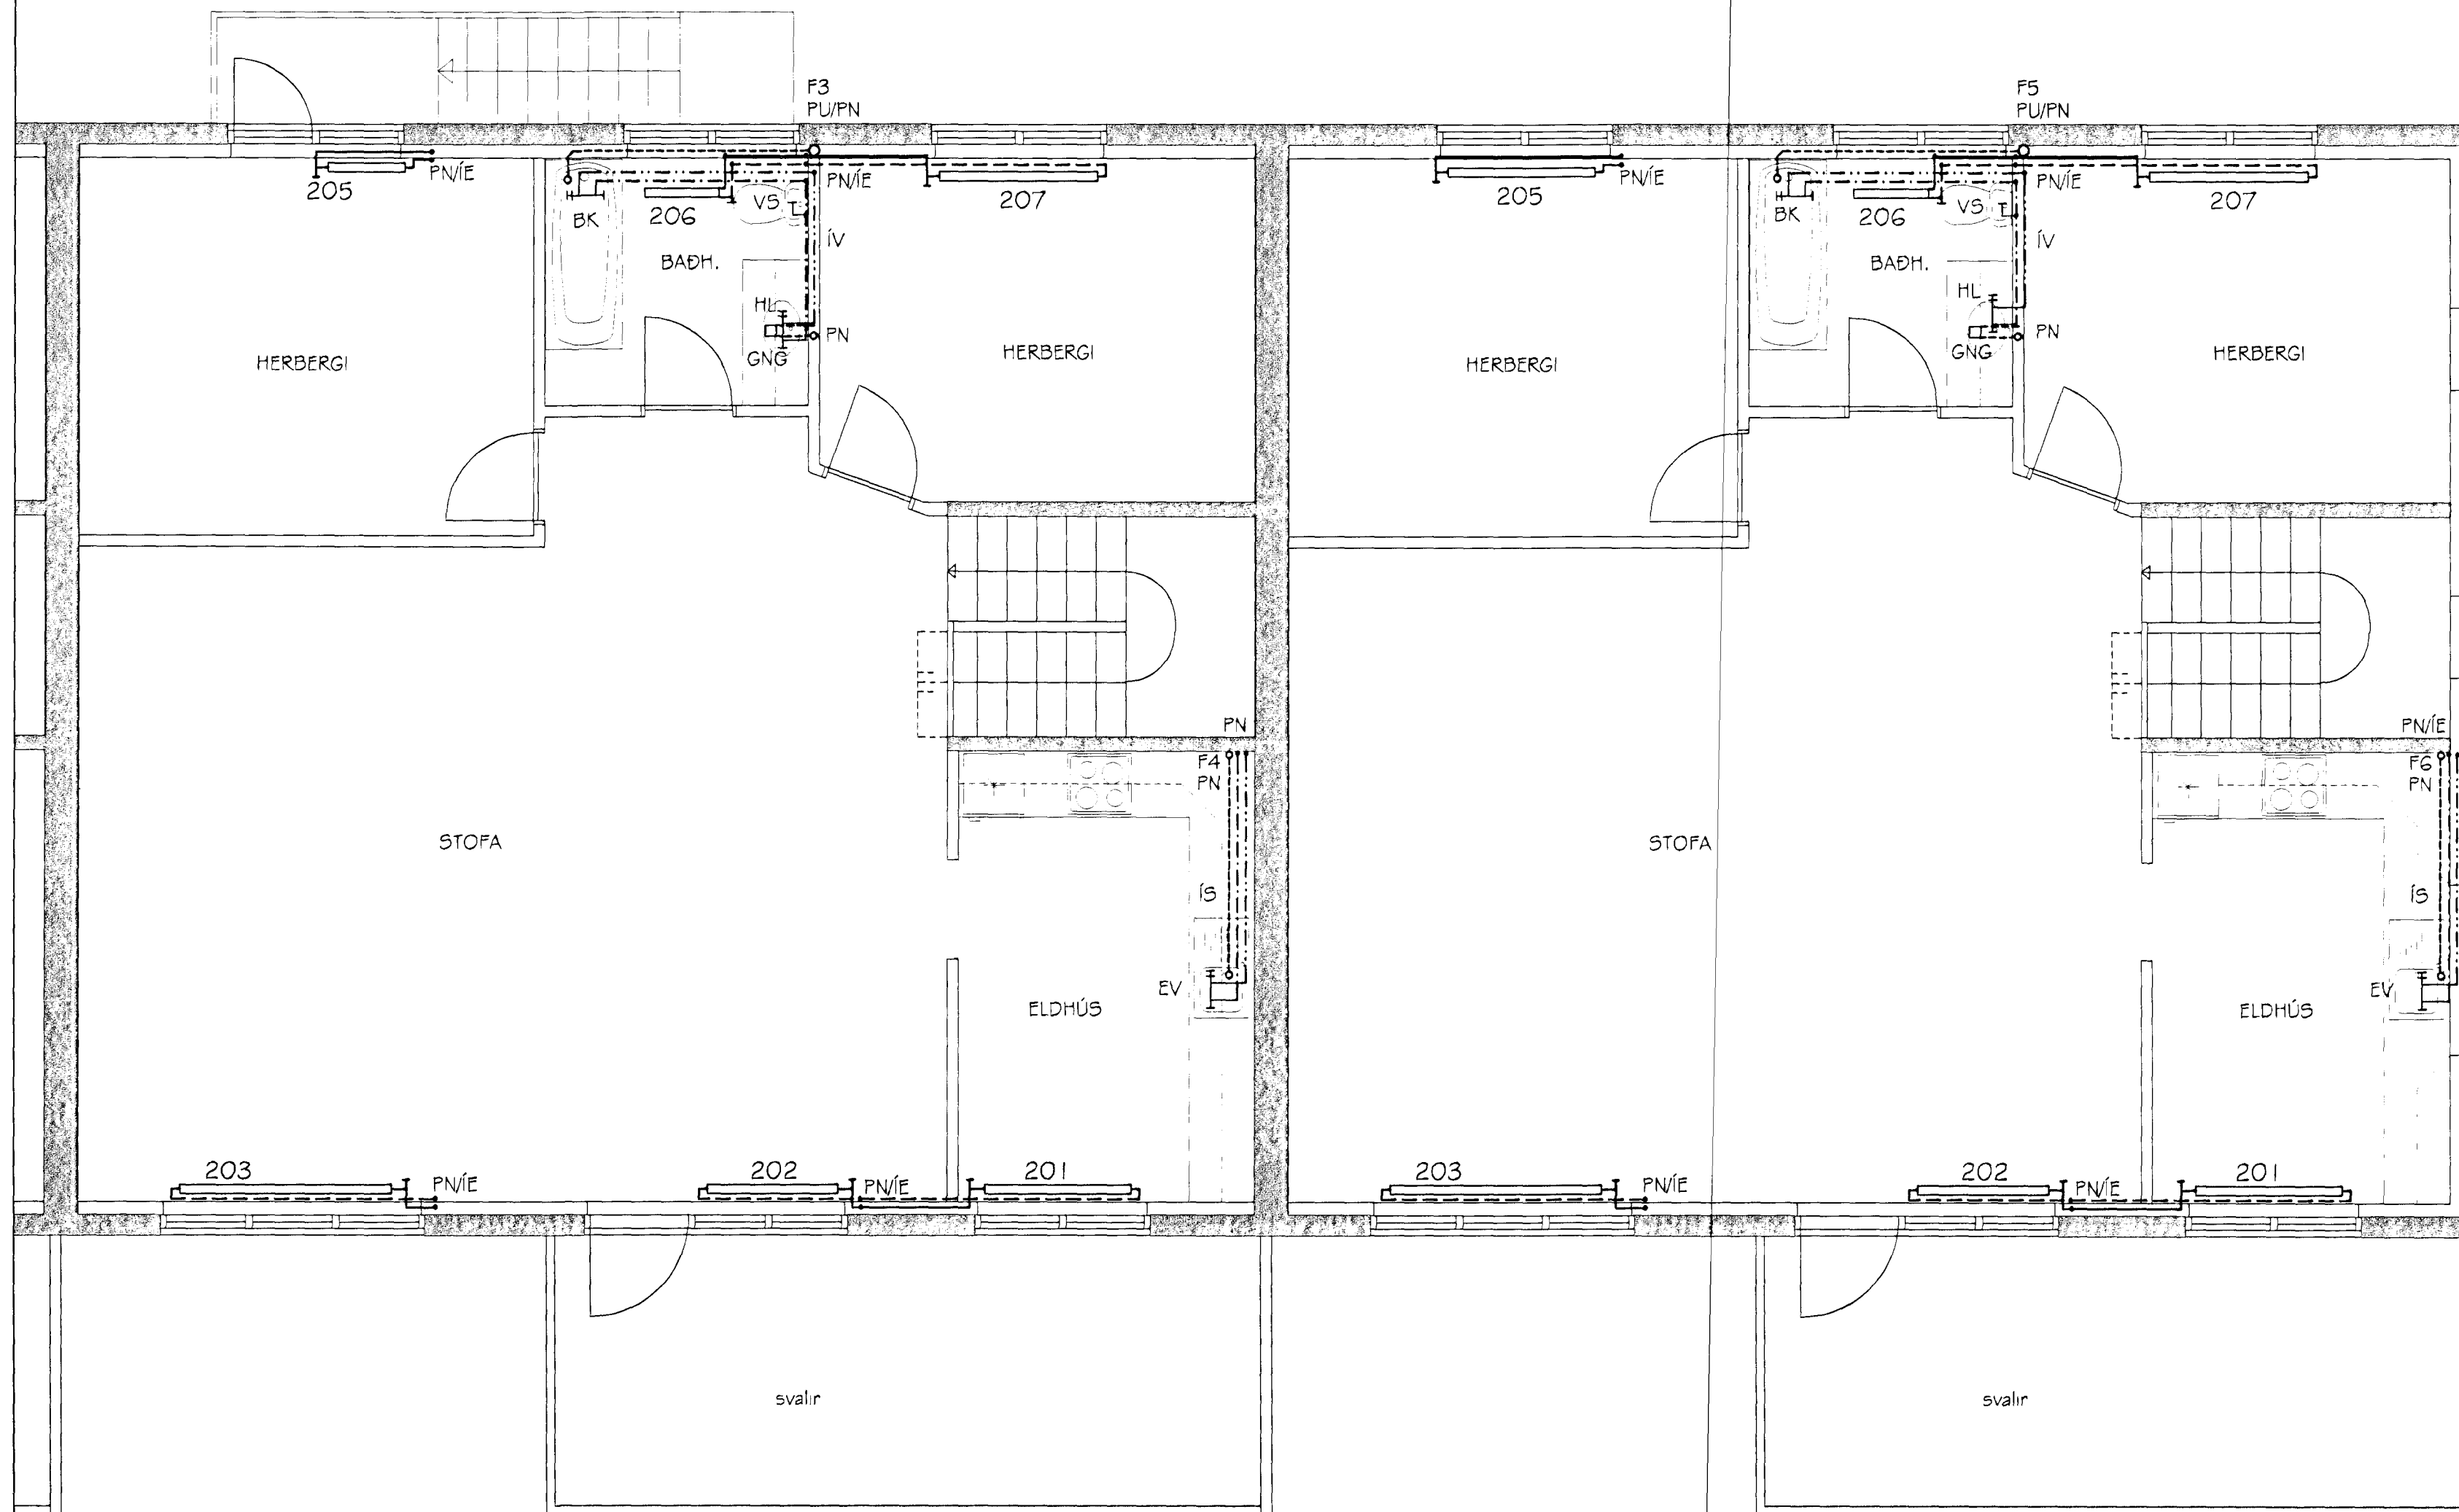 F3
PU/PN
F5
PU/PN
205
PN/ÍE
BK
206
VS
PN/ÍE
207
205
PN/ÍE
BK
206
VS
PN/ÍE
207
ÍV
BAÐH.
ÍV
BAÐH.
HL
PN
GNG
HL
PN
GNG
HERBERGI
HERBERGI
HERBERGI
HERBERGI
PN
F4
PN
PN/ÍE
F6
PN
STOFA
STOFA
ÍS
ÍS
EV
EV
ELDHÚS
ELDHÚS
203
PN/ÍE
202
PN/ÍE
201
203
PN/ÍE
202
PN/ÍE
201
svalir
svalir